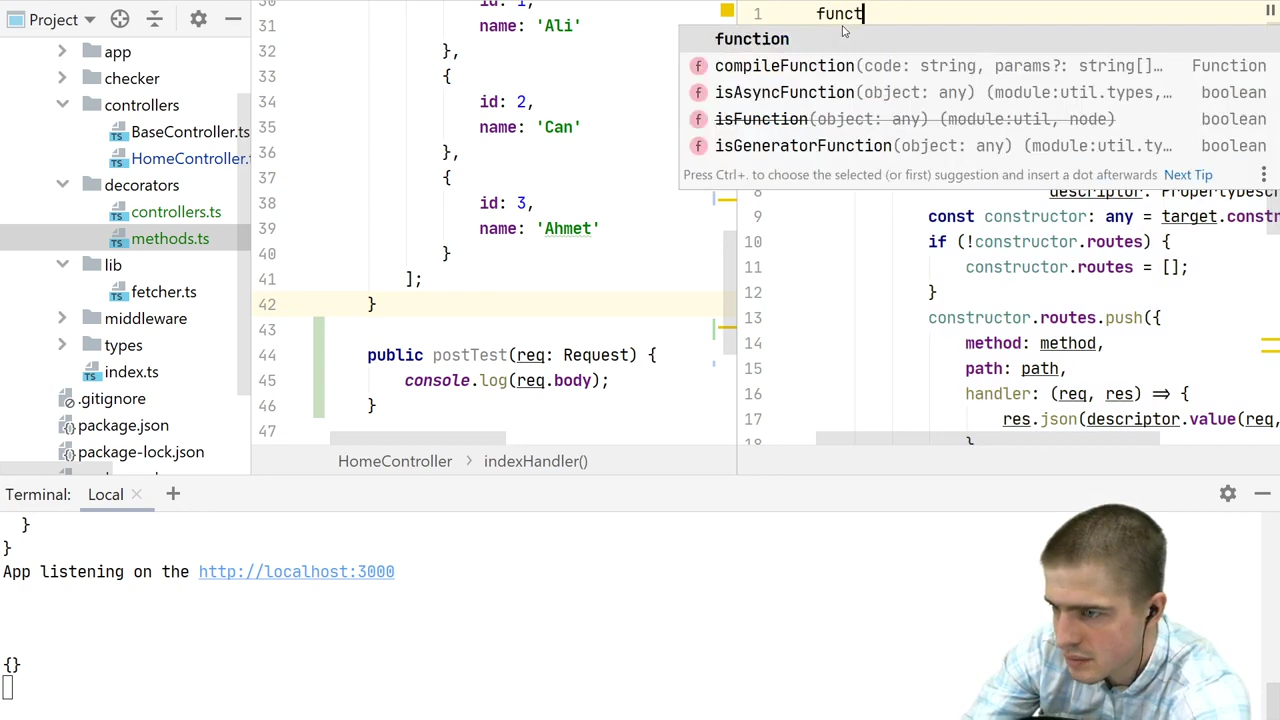 Project
app
checker
controllers
BaseController.ts
HomeController.
decorators
controllers.ts
methods.ts
lib
fetcher.ts
middleware
types
index.ts
.gitignore
package.json
package-lock.json
31 name: 'Ali'
32 },
33 {
34 id: 2,
35 name: 'Can'
36 },
37 {
38 id: 3,
39 name: 'Ahmet'
40 }
41 ];
42 }
43
44 public postTest(req: Request) {
45 console.log(req.body);
46 }
47
HomeController > indexHandler()
1 funct
function
compileFunction(code: string, params?: string[]… Function
isAsyncFunction(object: any) (module:util.types,… boolean
isFunction(object: any) (module:util, node) boolean
isGeneratorFunction(object: any) (module:util.ty… boolean
Press Ctrl+. to choose the selected (or first) suggestion and insert a dot afterwards Next Tip
8 descriptor: PropertyDescr
9 const constructor: any = target.constr
10 if (!constructor.routes) {
11 constructor.routes = [];
12 }
13 constructor.routes.push({
14 method: method,
15 path: path,
16 handler: (req, res) => {
17 res.json(descriptor.value(req,
18 }
Terminal: Local
}
}
App listening on the http://localhost:3000
{}